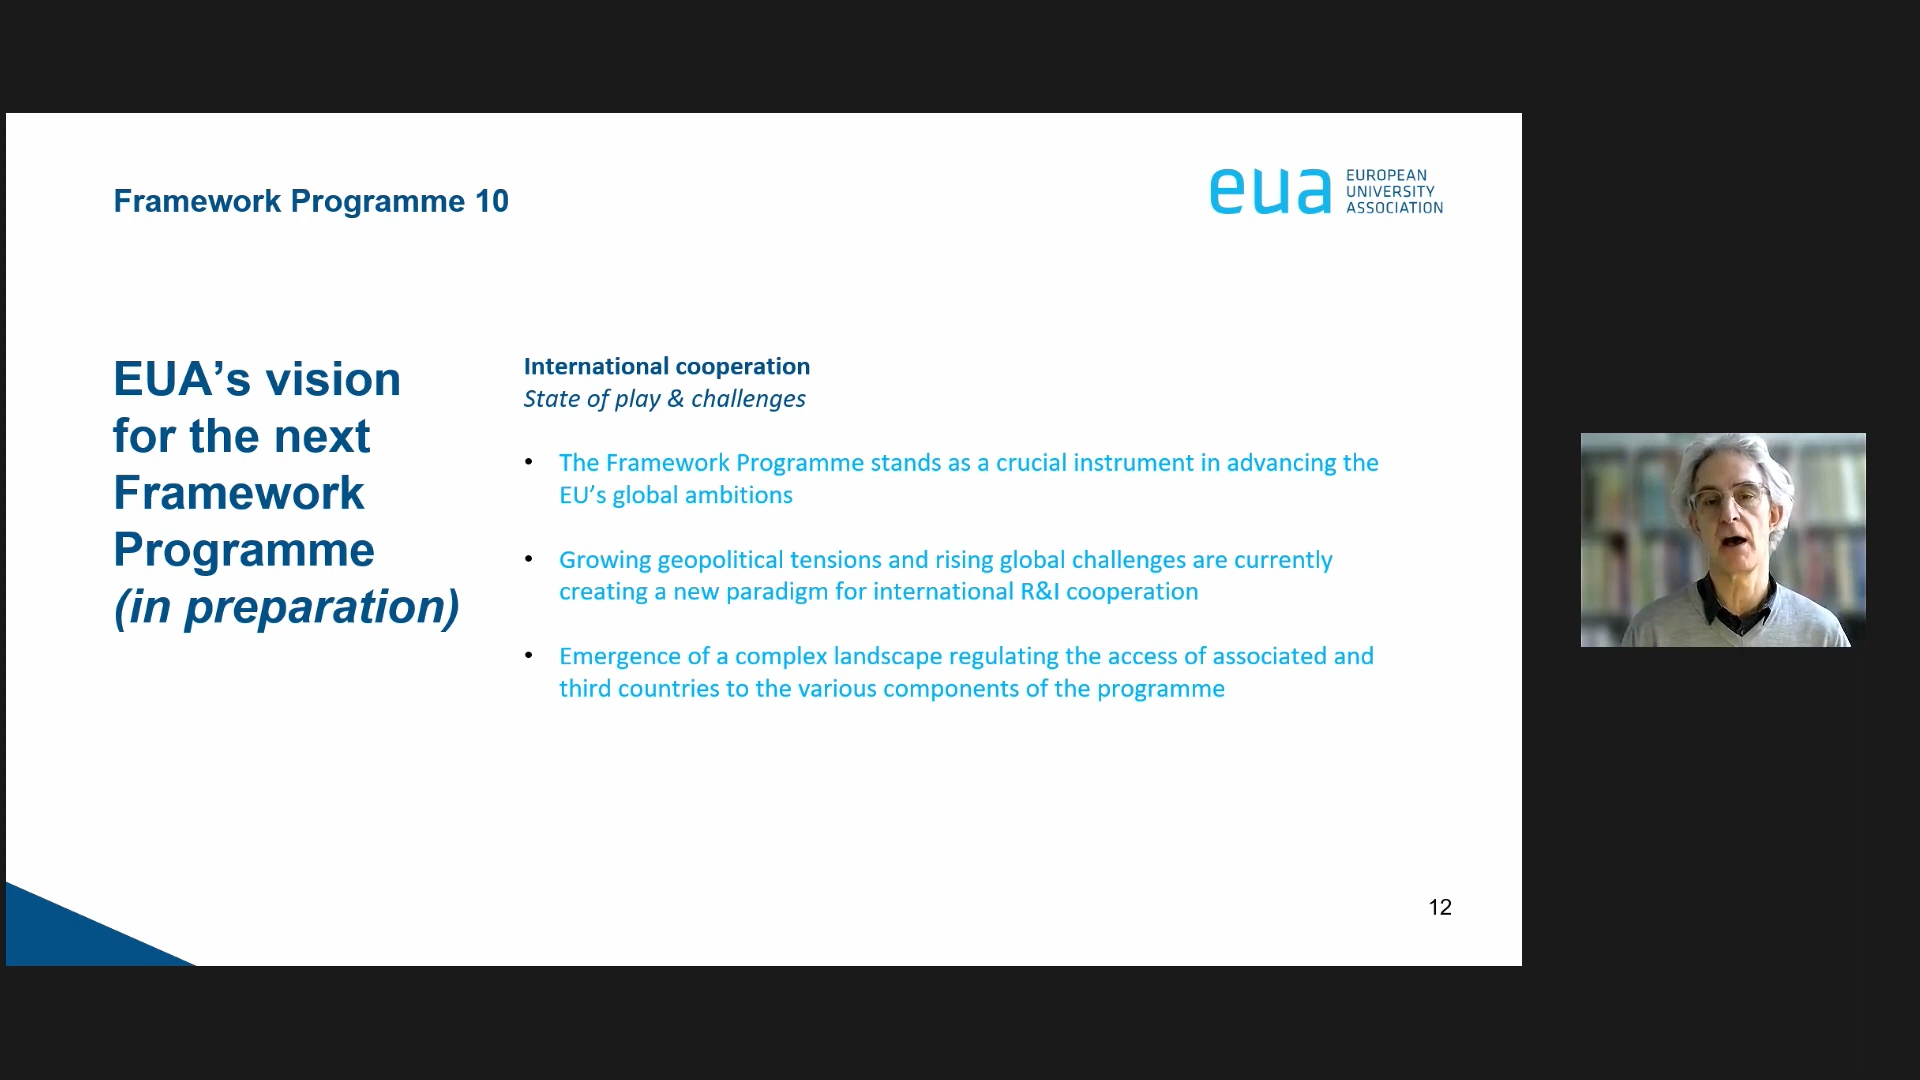 Framework Programme 10
eua
EUROPEAN
UNIVERSITY
ASSOCIATION
EUA’s vision
for the next
Framework
Programme
(in preparation)
International cooperation
State of play & challenges
• The Framework Programme stands as a crucial instrument in advancing the
EU’s global ambitions
• Growing geopolitical tensions and rising global challenges are currently
creating a new paradigm for international R&I cooperation
• Emergence of a complex landscape regulating the access of associated and
third countries to the various components of the programme
12